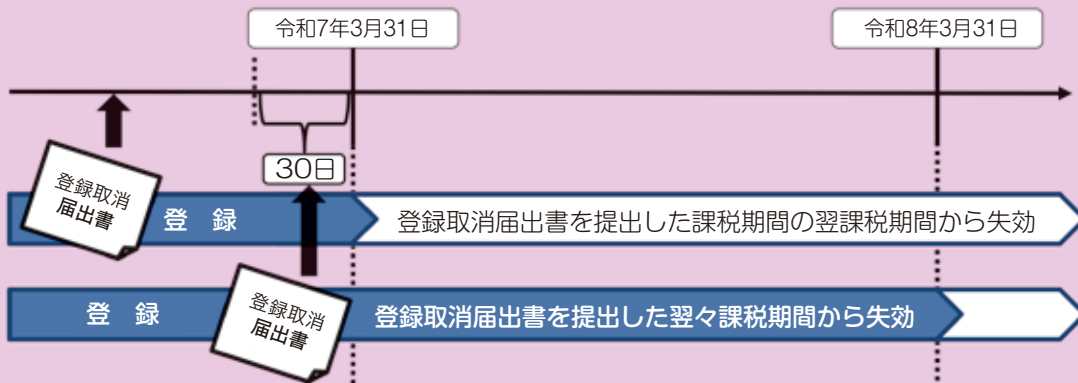 令和7年3月31日
令和8年3月31日
30日
登録取消
届出書
登 録
登録取消届出書を提出した課税期間の翌課税期間から失効
登 録
登録取消
届出書
登録取消届出書を提出した翌々課税期間から失効